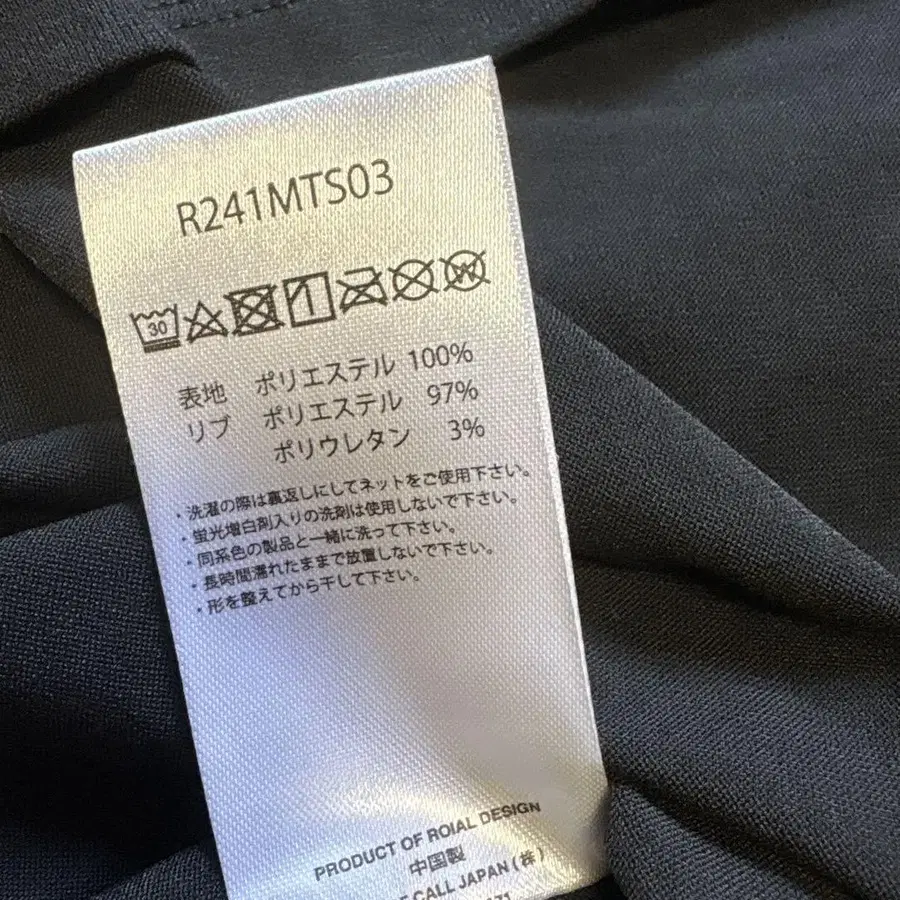 R241MTS03
30
表地 ポリエステル 100%
リブ ポリエステル 97%
ポリウレタン 3%
・洗濯の際は裏返しにしてネットをご使用下さい。
・蛍光増白剤入りの洗剤は使用しないで下さい。
・同系色の製品と一緒に洗って下さい。
・長時間濡れたままで放置しないで下さい。
・形を整えてから干して下さい。
PRODUCT OF ROIAL DESIGN
中国製
CALL JAPAN (株)